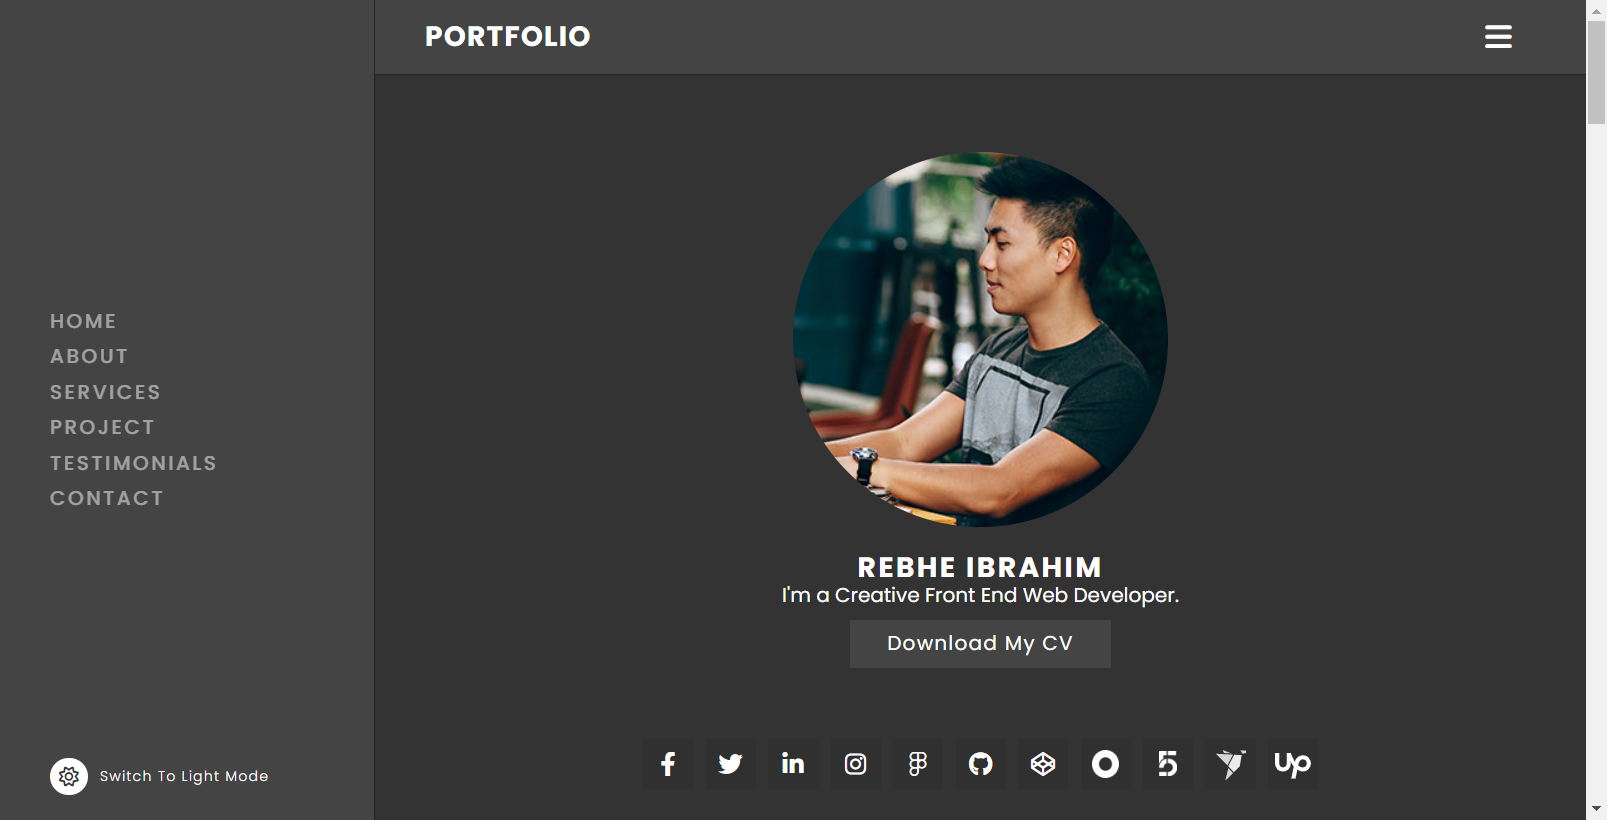 PORTFOLIO
HOME
ABOUT
SERVICES
PROJECT
TESTIMONIALS
CONTACT
Switch To Light Mode
REBHE IBRAHIM
I'm a Creative Front End Web Developer.
Download My CV
Up